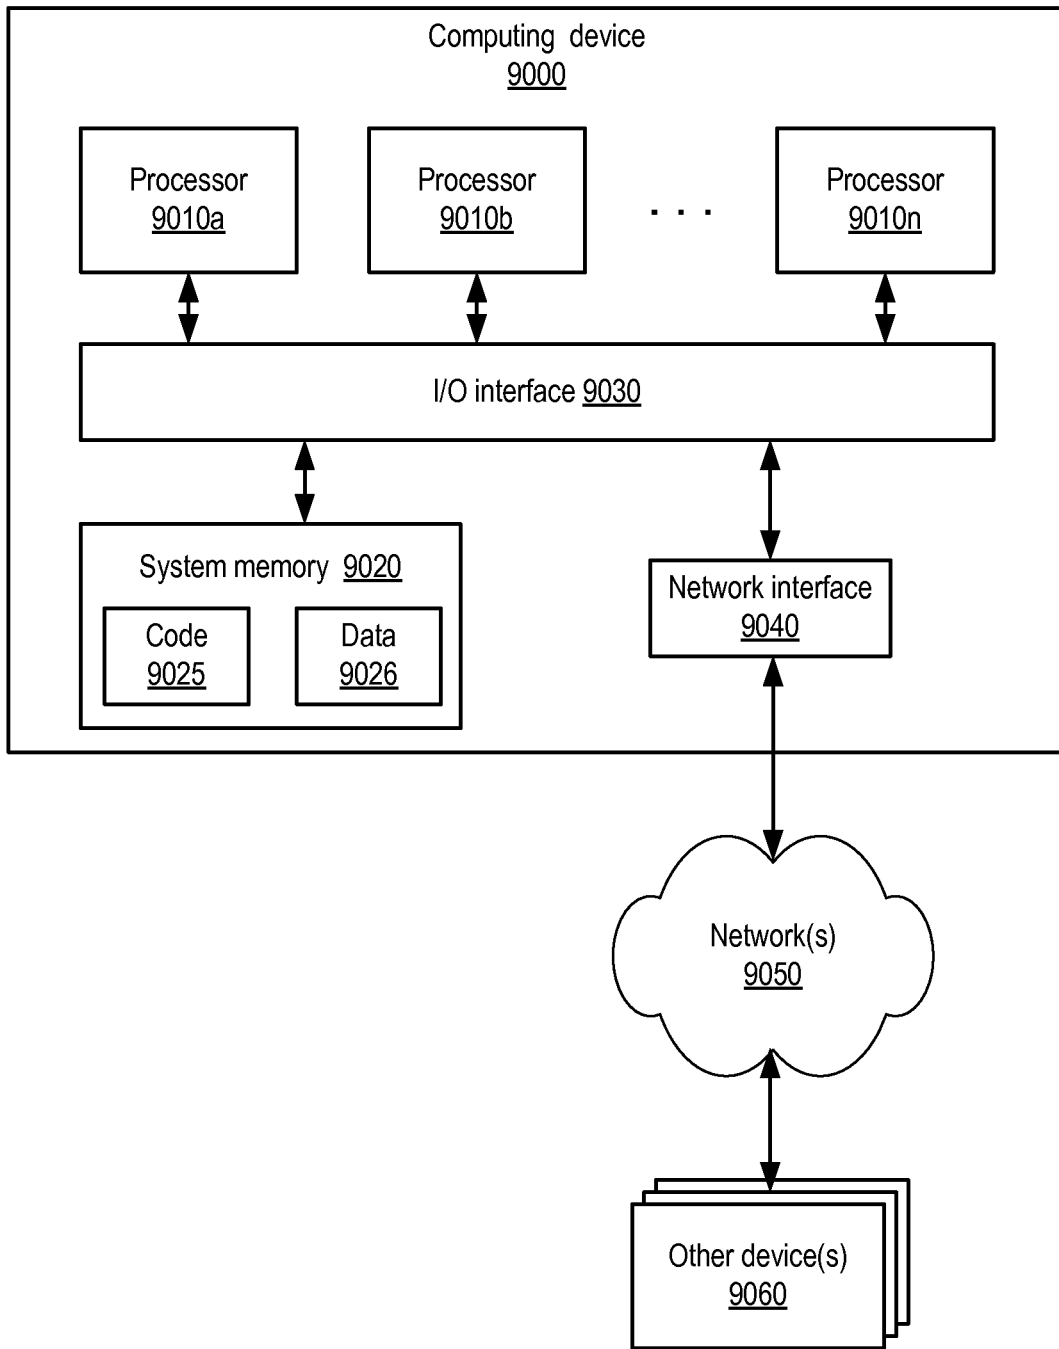 Computing device
9000
Processor
9010a
Processor
9010b
. . .
Processor
9010n
I/O interface 9030
System memory 9020
Code
9025
Data
9026
Network interface
9040
Network(s)
9050
Other device(s)
9060